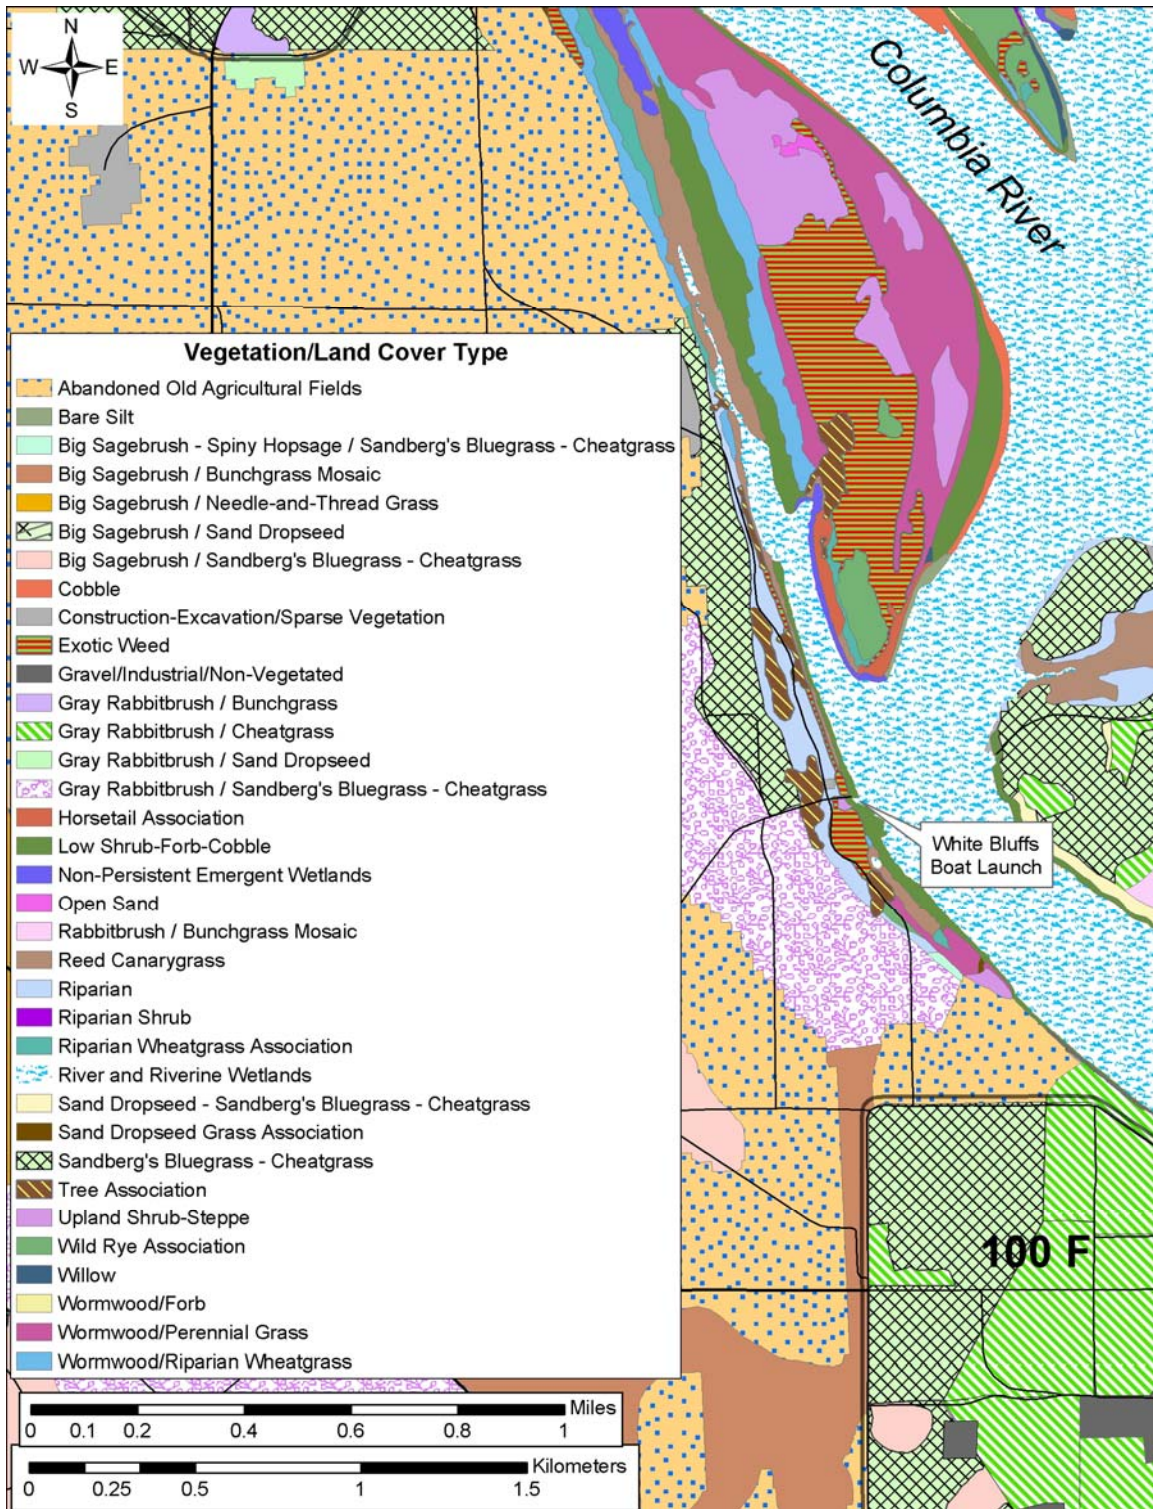 N
W E
S
Columbia River
Vegetation/Land Cover Type
Abandoned Old Agricultural Fields
Bare Silt
Big Sagebrush - Spiny Hopsage / Sandberg's Bluegrass - Cheatgrass
Big Sagebrush / Bunchgrass Mosaic
Big Sagebrush / Needle-and-Thread Grass
Big Sagebrush / Sand Dropseed
Big Sagebrush / Sandberg's Bluegrass - Cheatgrass
Cobble
Construction-Excavation/Sparse Vegetation
Exotic Weed
Gravel/Industrial/Non-Vegetated
Gray Rabbitbrush / Bunchgrass
Gray Rabbitbrush / Cheatgrass
Gray Rabbitbrush / Sand Dropseed
Gray Rabbitbrush / Sandberg's Bluegrass - Cheatgrass
Horsetail Association
Low Shrub-Forb-Cobble
Non-Persistent Emergent Wetlands
Open Sand
Rabbitbrush / Bunchgrass Mosaic
Reed Canarygrass
Riparian
Riparian Shrub
Riparian Wheatgrass Association
River and Riverine Wetlands
Sand Dropseed - Sandberg's Bluegrass - Cheatgrass
Sand Dropseed Grass Association
Sandberg's Bluegrass - Cheatgrass
Tree Association
Upland Shrub-Steppe
Wild Rye Association
Willow
Wormwood/Forb
Wormwood/Perennial Grass
Wormwood/Riparian Wheatgrass
White Bluffs
Boat Launch
100 F
Miles
0 0.1 0.2 0.4 0.6 0.8 1
Kilometers
0 0.25 0.5 1 1.5